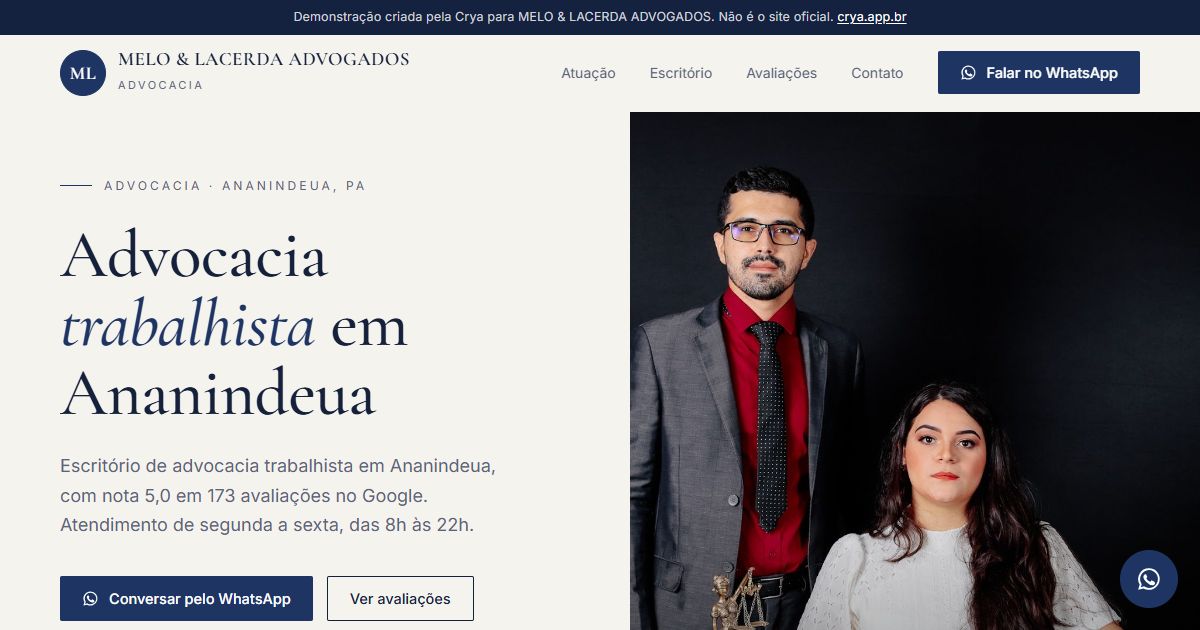 Demonstração criada pela Crya para MELO & LACERDA ADVOGADOS. Não é o site oficial. crya.app.br
ML
MELO & LACERDA ADVOGADOS
ADVOCACIA
Atuação
Escritório
Avaliações
Contato
Falar no WhatsApp
ADVOCACIA · ANANINDEUA, PA
Advocacia
trabalhista em
Ananindeua
Escritório de advocacia trabalhista em Ananindeua,
com nota 5,0 em 173 avaliações no Google.
Atendimento de segunda a sexta, das 8h às 22h.
Conversar pelo WhatsApp
Ver avaliações